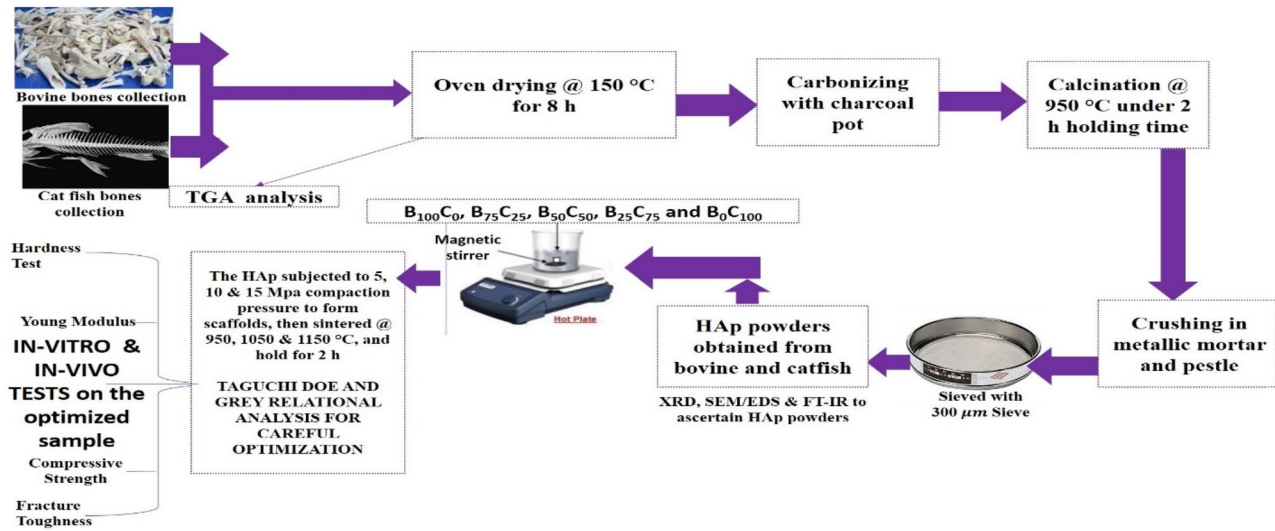 Bovine bones collection
Cat fish bones
collection
Oven drying @ 150 °C
for 8 h
TGA analysis
Carbonizing
with charcoal
pot
Calcination @
950 °C under 2
h holding time
Crushing in
metallic mortar
and pestle
Sieved with
300 𝜇m Sieve
HAp powders
obtained from
bovine and catfish
XRD, SEM/EDS & FT-IR to
ascertain HAp powders
B₁₀₀C₀, B₇₅C₂₅, B₅₀C₅₀, B₂₅C₇₅ and B₀C₁₀₀
Magnetic
stirrer
Hot Plate
The HAp subjected to 5,
10 & 15 Mpa compaction
pressure to form
scaffolds, then sintered @
950, 1050 & 1150 °C, and
hold for 2 h
TAGUCHI DOE AND
GREY RELATIONAL
ANALYSIS FOR
CAREFUL
OPTIMIZATION
Hardness
Test
Young Modulus
IN-VITRO &
IN-VIVO
TESTS on the
optimized
sample
Compressive
Strength
Fracture
Toughness